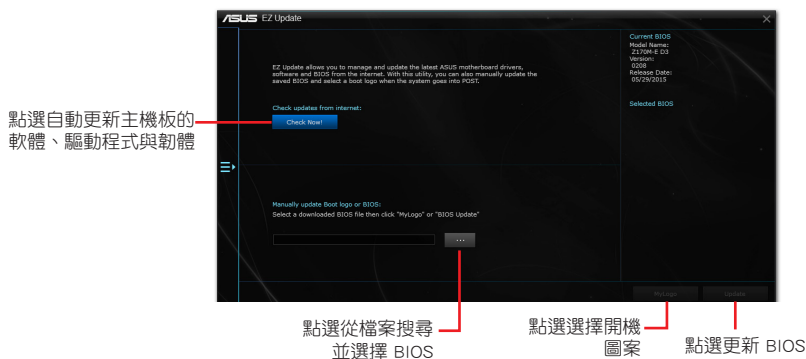 ASUS EZ Update
EZ Update allows you to manage and update the latest ASUS motherboard drivers,
software and BIOS from the internet. With this utility, you can also manually update the
saved BIOS and select a boot logo when the system goes into POST.
Check updates from internet:
Check Now!
Current BIOS
Model Name:
Z170M-E D3
Version:
0208
Release Date:
05/29/2015
Selected BIOS
點選自動更新主機板的
軟體、驅動程式與韌體
Manually update Boot logo or BIOS:
Select a downloaded BIOS file then click "MyLogo" or "BIOS Update"
...
MyLogo
Update
點選從檔案搜尋
並選擇 BIOS
點選選擇開機
圖案
點選更新 BIOS